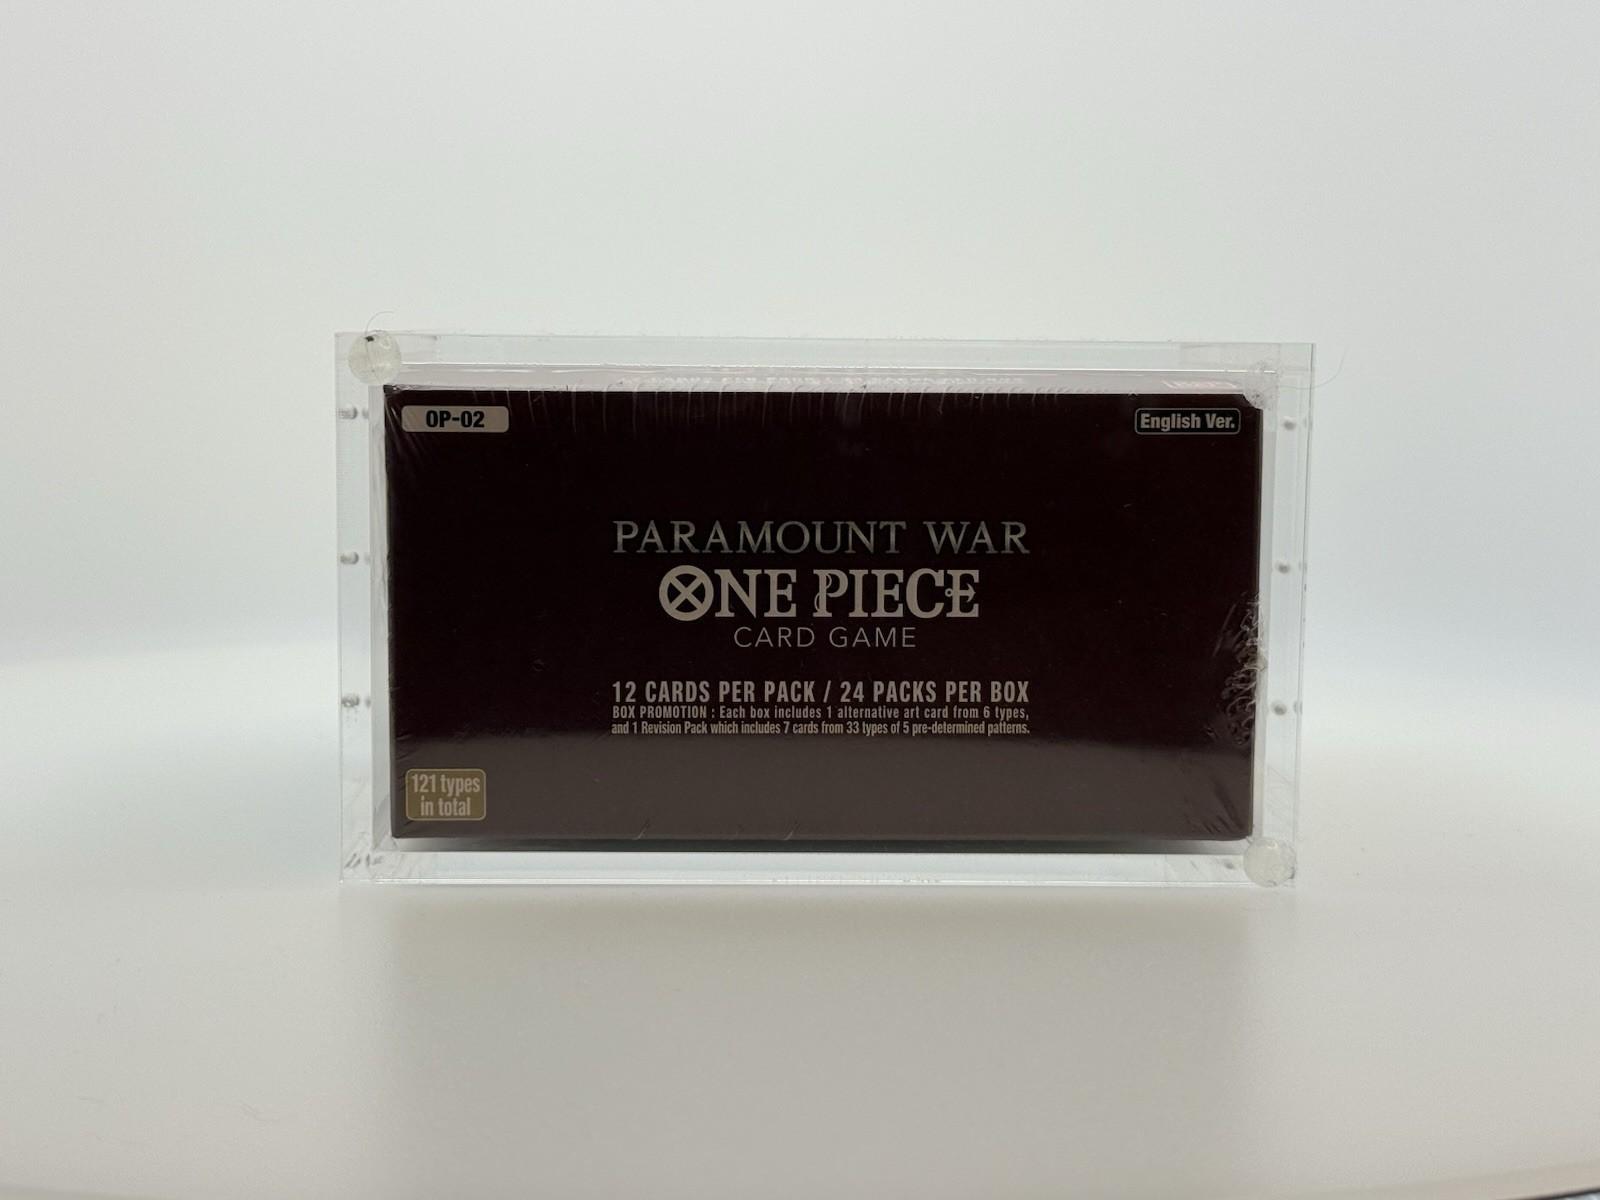 OP-02
English Ver.
PARAMOUNT WAR
ONE PIECE
CARD GAME
12 CARDS PER PACK / 24 PACKS PER BOX
BOX PROMOTION : Each box includes 1 alternative art card from 6 types,
and 1 Revision Pack which includes 7 cards from 33 types of 5 pre-determined patterns.
121 types
in total